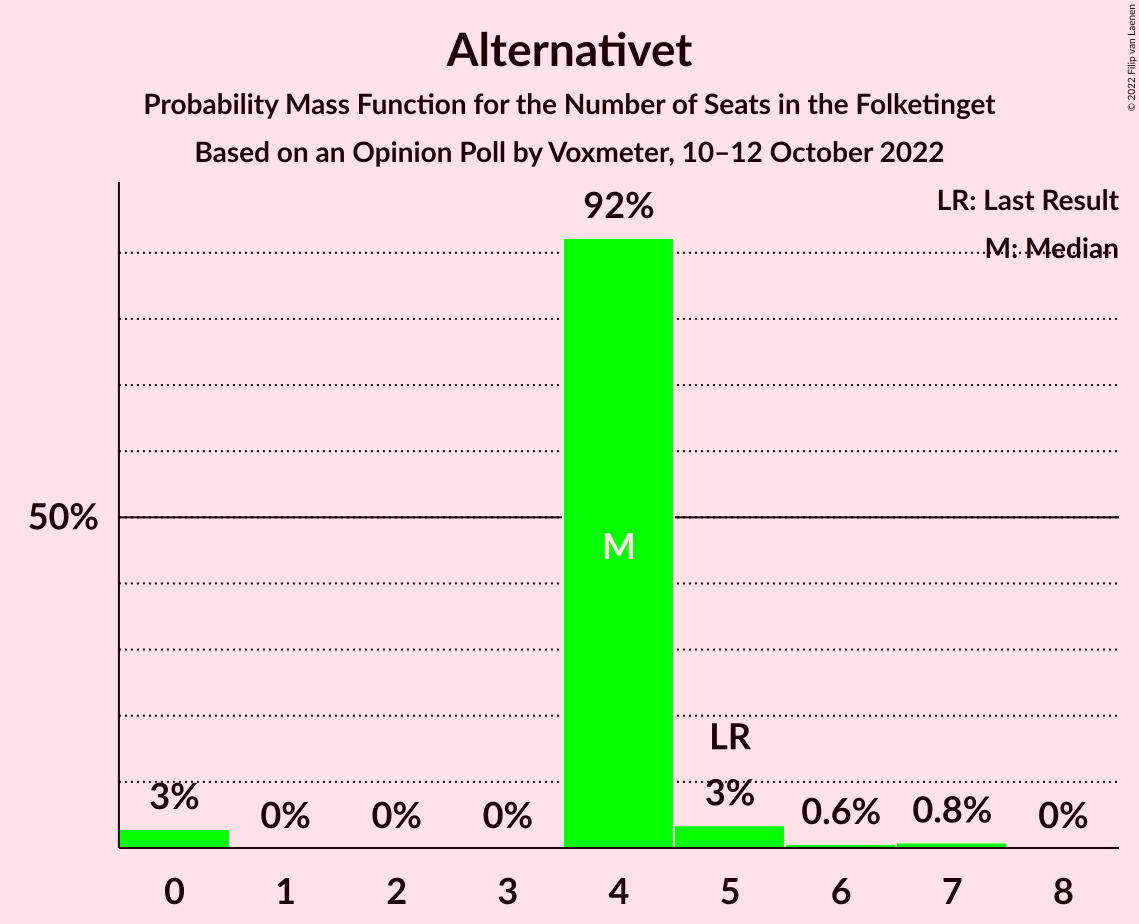 Alternativet
Probability Mass Function for the Number of Seats in the Folketinget
Based on an Opinion Poll by Voxmeter, 10–12 October 2022
© 2022 Filip van Laenen
LR: Last Result
M: Median
92%
50%
M
LR
3%
0%
0%
0%
3%
0.6%
0.8%
0%
0 1 2 3 4 5 6 7 8